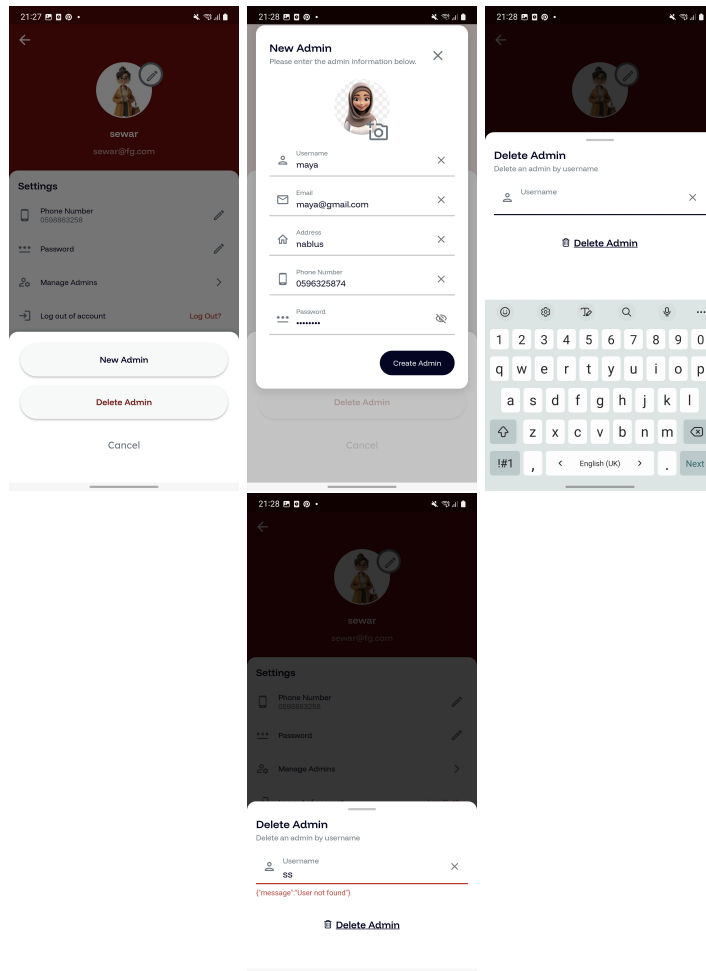 21:27
sewar
sewar@fg.com
Settings
Phone Number
0596863258
Password
Manage Admins
Log out of account
Log Out?
New Admin
Delete Admin
Cancel
21:28
New Admin
Please enter the admin information below.
Username
maya
Email
maya@gmail.com
Address
nablus
Phone Number
0596325874
Password
••••••••
Create Admin
Delete Admin
Cancel
21:28
Delete Admin
Delete an admin by username
Username
Delete Admin
1 2 3 4 5 6 7 8 9 0
q w e r t y u i o p
a s d f g h j k l
z x c v b n m
!#1 , < English (UK) > . Next
21:28
sewar
sewar@fg.com
Settings
Phone Number
0596863258
Password
Manage Admins
Delete Admin
Delete an admin by username
Username
ss
{"message":"User not found"}
Delete Admin